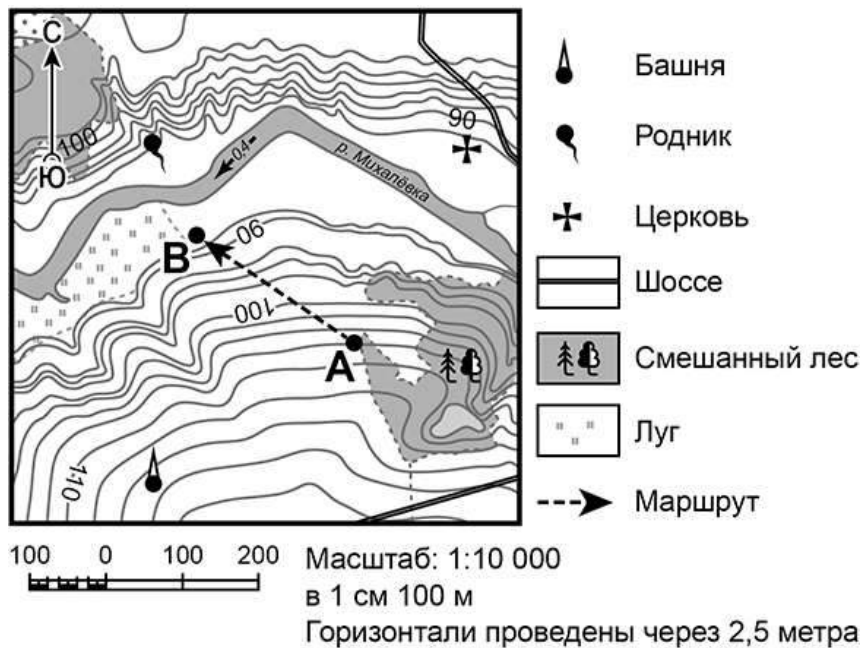 С
Ю
100
0,4
р. Михалёвка
90
В
90
100
А
110
Башня
Родник
Церковь
Шоссе
Смешанный лес
Луг
Маршрут
100 0 100 200
Масштаб: 1:10 000
в 1 см 100 м
Горизонтали проведены через 2,5 метра